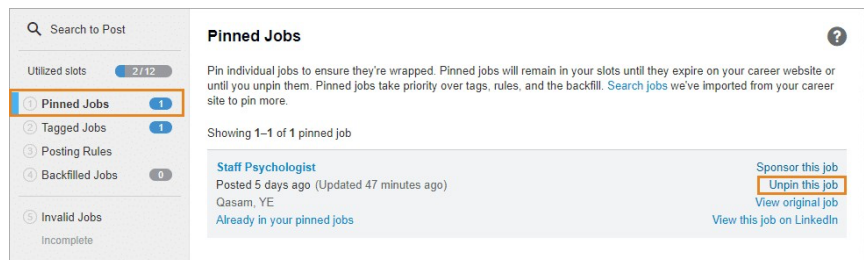 Search to Post
Utilized slots 2/12
1 Pinned Jobs 1
2 Tagged Jobs 1
3 Posting Rules
4 Backfilled Jobs 0
5 Invalid Jobs
Incomplete
Pinned Jobs ?
Pin individual jobs to ensure they're wrapped. Pinned jobs will remain in your slots until they expire on your career website or
until you unpin them. Pinned jobs take priority over tags, rules, and the backfill. Search jobs we've imported from your career
site to pin more.
Showing 1–1 of 1 pinned job
Staff Psychologist
Posted 5 days ago (Updated 47 minutes ago)
Qasam, YE
Already in your pinned jobs
Sponsor this job
Unpin this job
View original job
View this job on LinkedIn